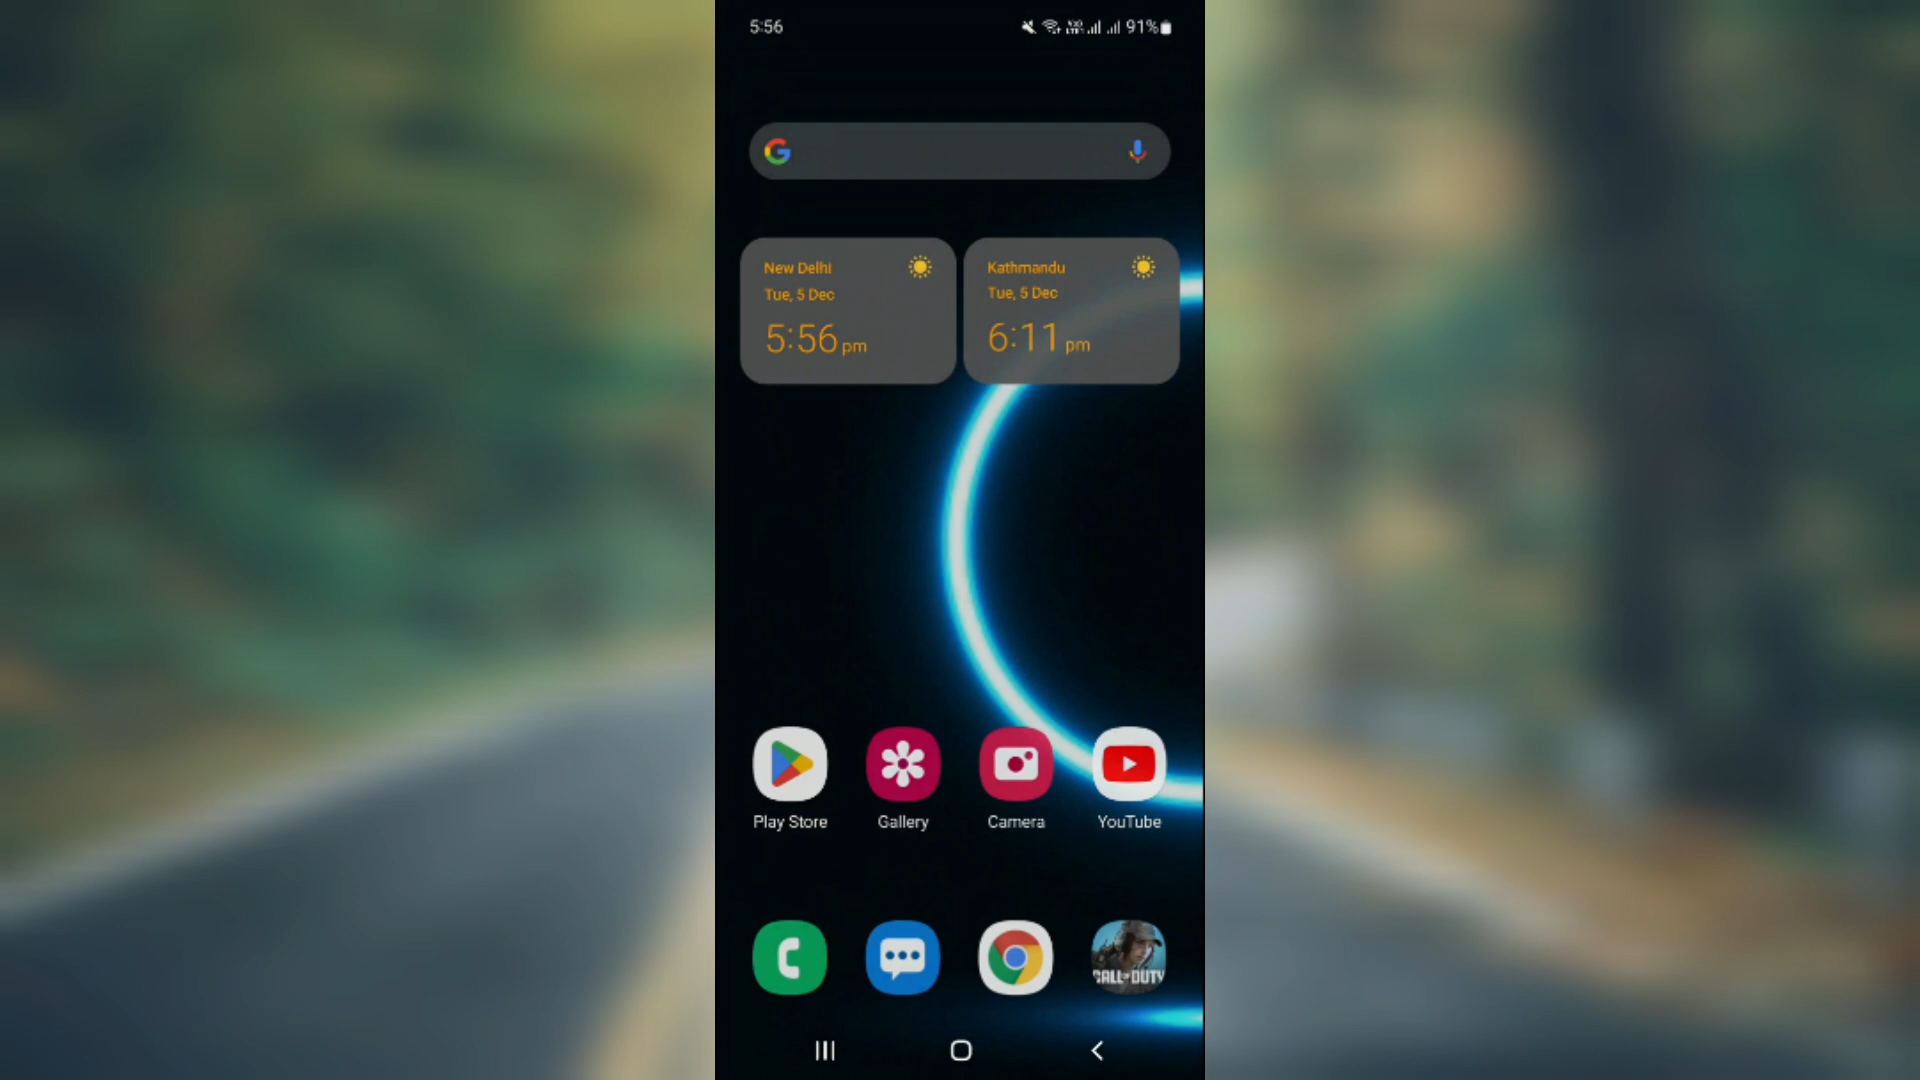 5:56
91%
New Delhi
Tue, 5 Dec
5:56 pm
Kathmandu
Tue, 5 Dec
6:11 pm
Play Store
Gallery
Camera
YouTube
CALL OF DUTY